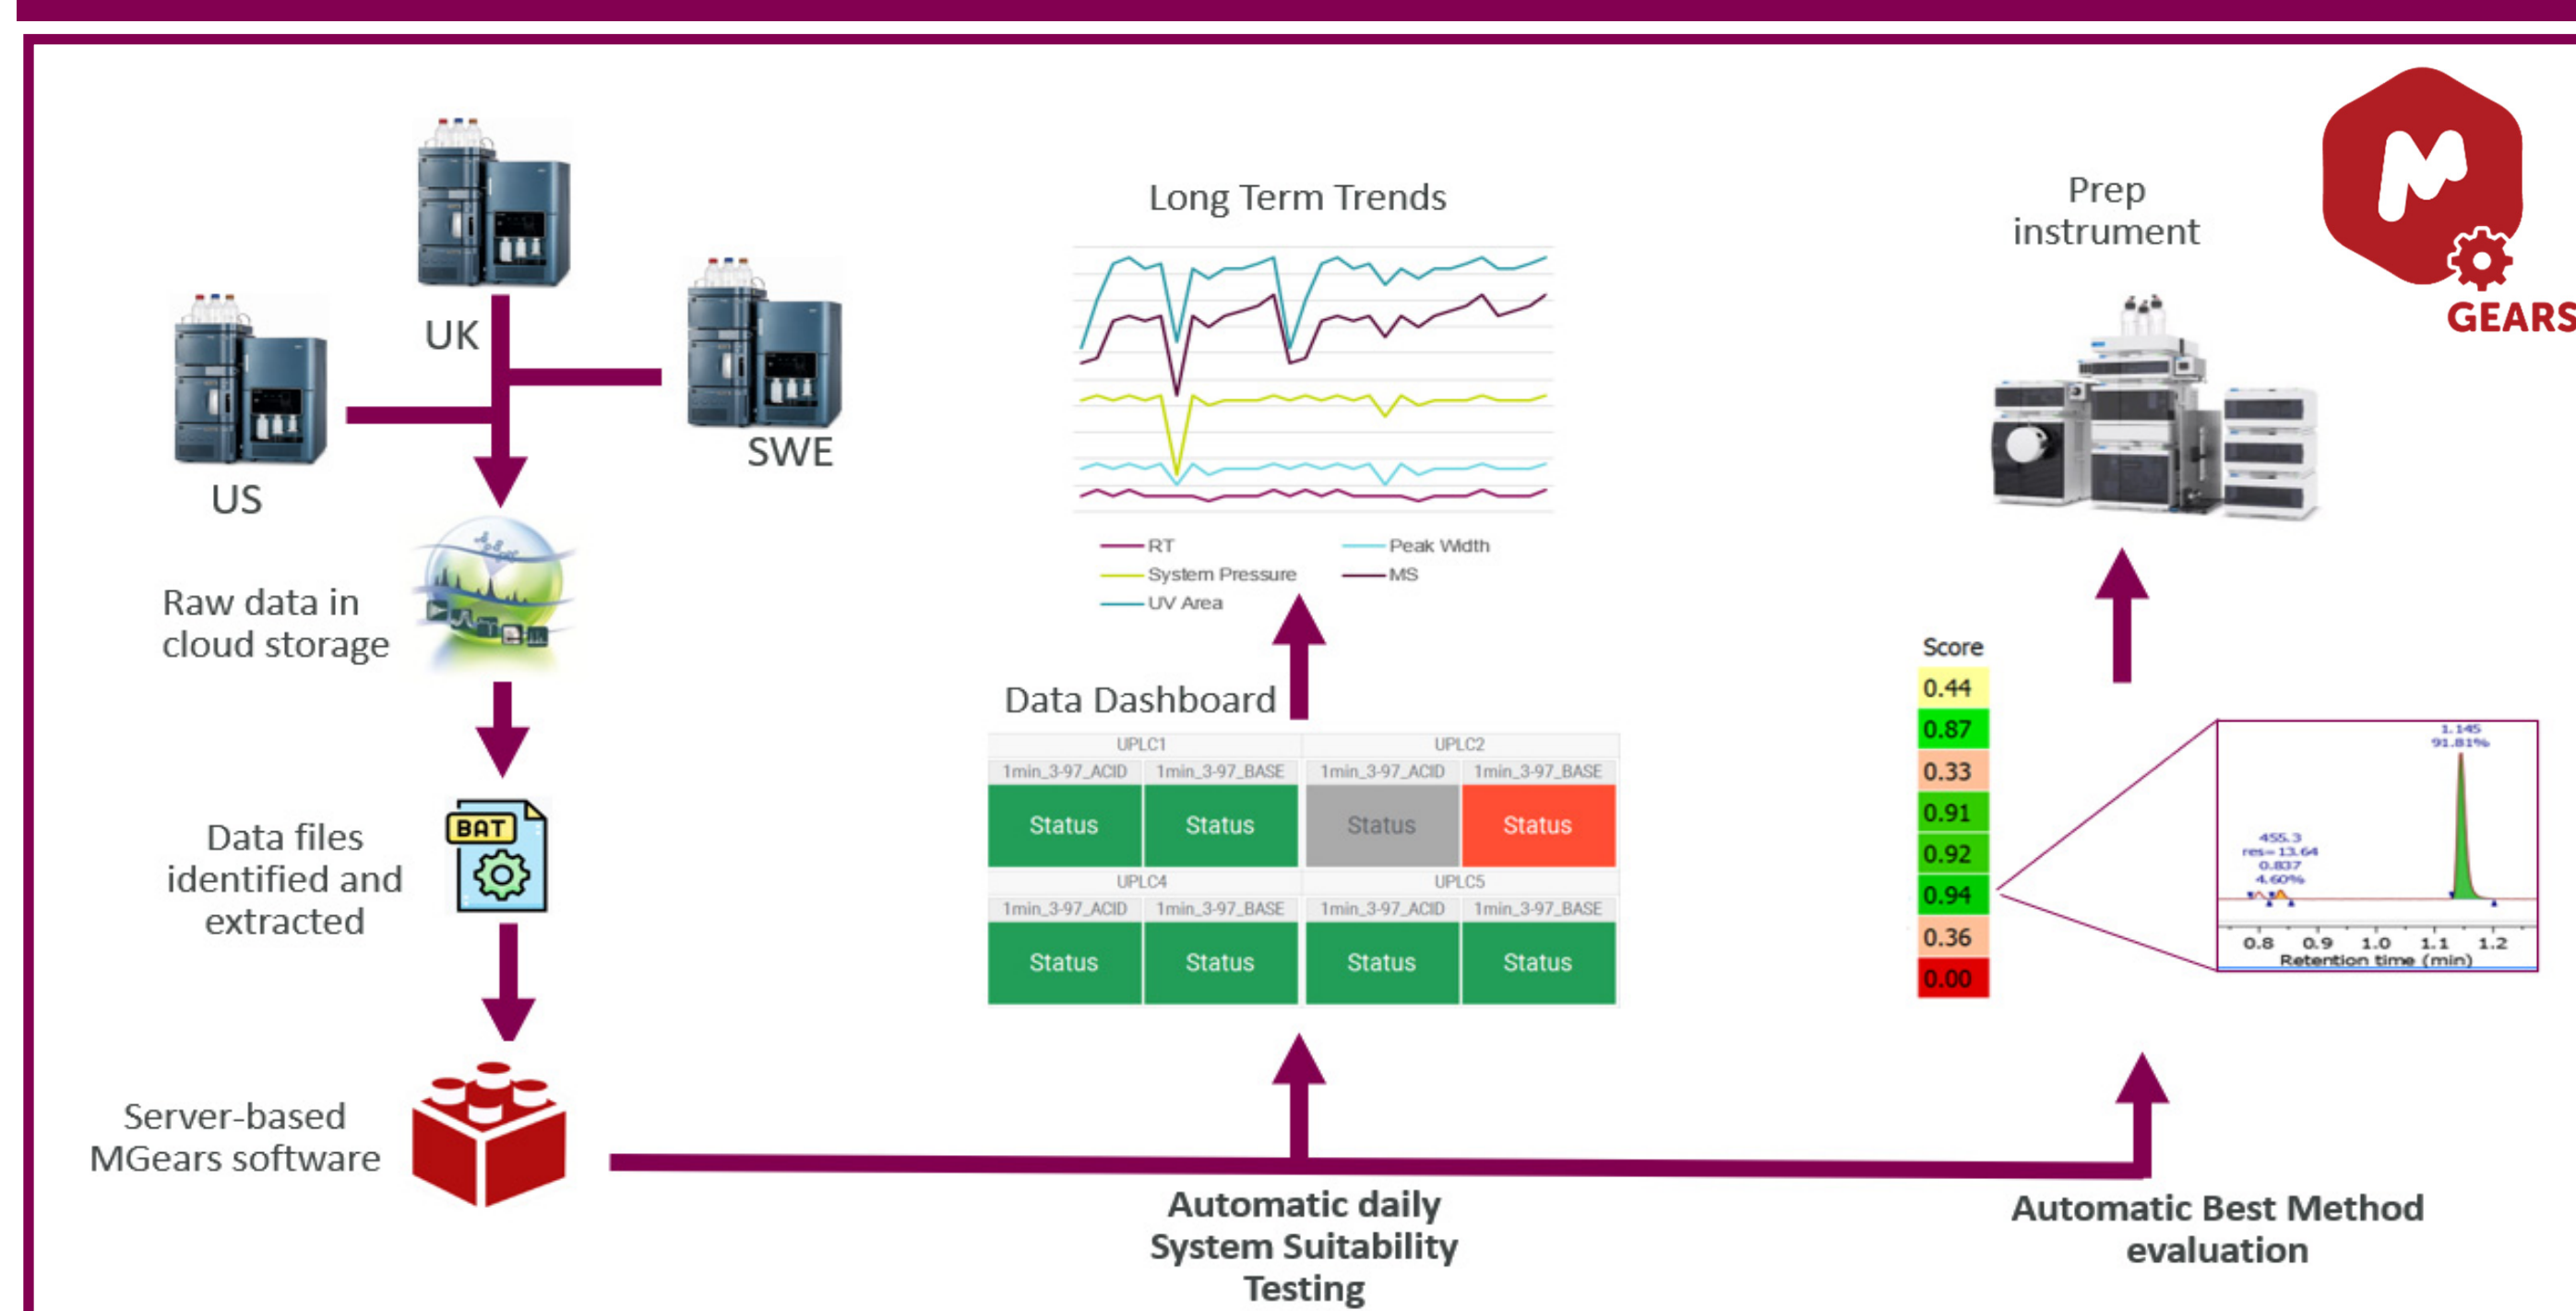 UK
US
SWE
Raw data in
cloud storage
BAT
Data files
identified and
extracted
Server-based
MGears software
Long Term Trends
RT
Peak Width
System Pressure
MS
UV Area
Data Dashboard
UPLC1
UPLC2
1min_3-97_ACID
1min_3-97_BASE
1min_3-97_ACID
1min_3-97_BASE
Status
Status
Status
Status
UPLC4
UPLC5
1min_3-97_ACID
1min_3-97_BASE
1min_3-97_ACID
1min_3-97_BASE
Status
Status
Status
Status
Automatic daily
System Suitability
Testing
Prep
instrument
M
GEARS
Score
0.44
0.87
0.33
0.91
0.92
0.94
0.36
0.00
1.145
91.81%
455.3
res=13.64
0.837
4.60%
0.8 0.9 1.0 1.1 1.2
Retention time (min)
Automatic Best Method
evaluation